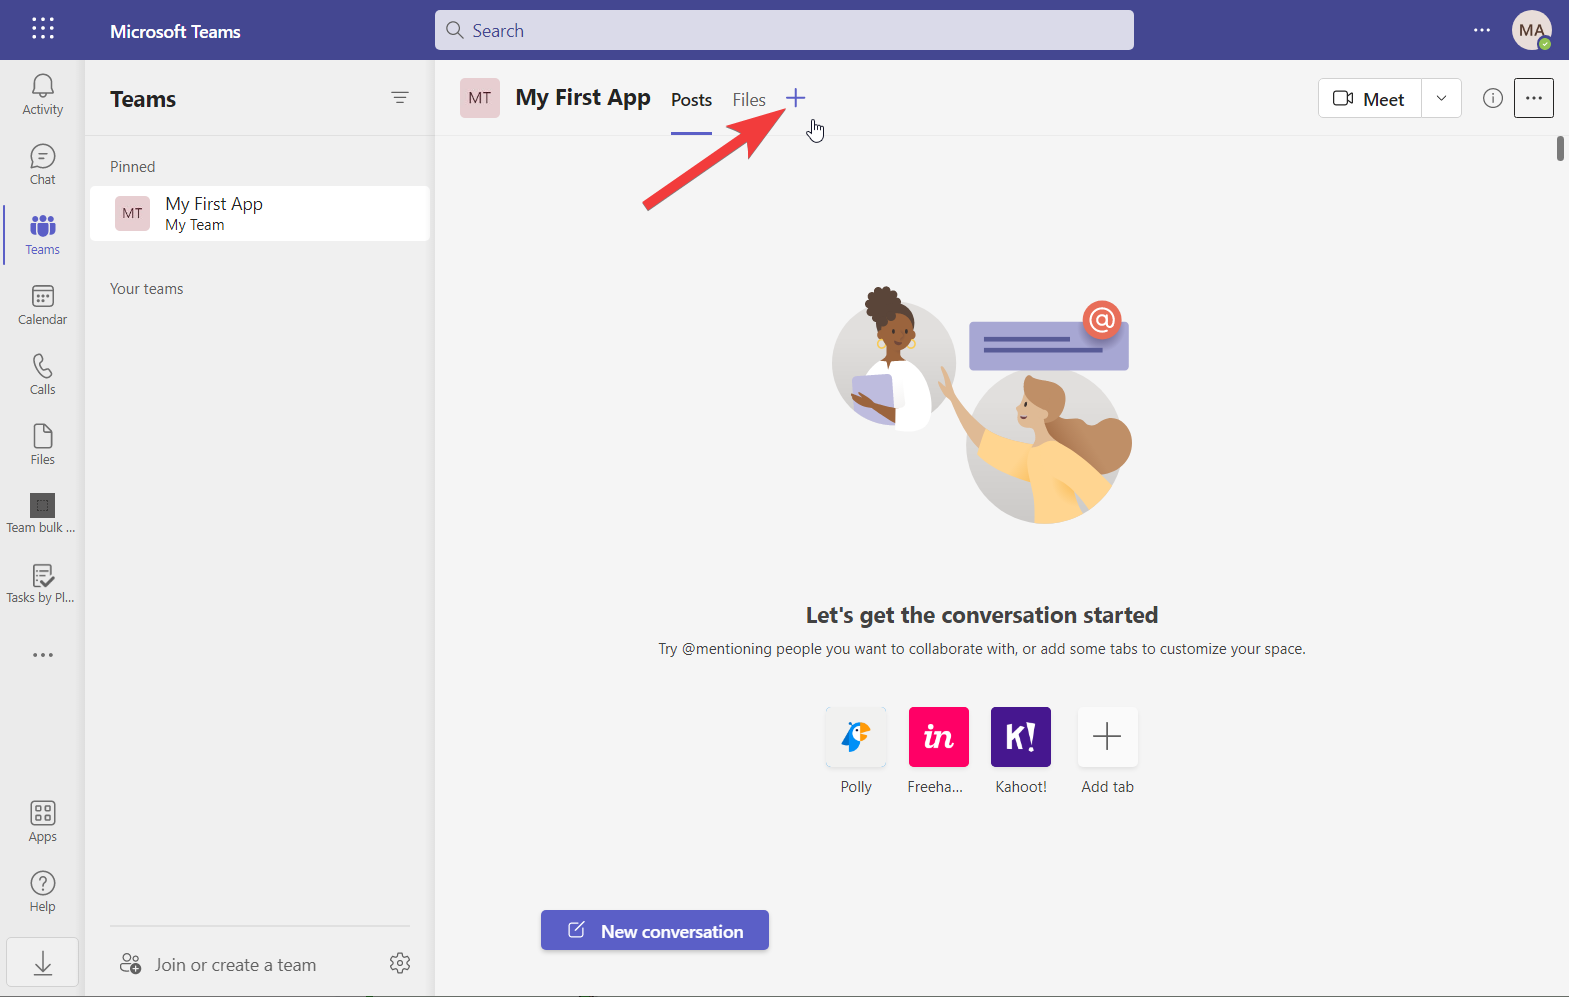 Microsoft Teams
Search
MA
Activity
Chat
Teams
Calendar
Calls
Files
Team bulk ...
Tasks by Pl...
Apps
Help
Teams
Pinned
MT
My First App
My Team
Your teams
Join or create a team
MT
My First App
Posts
Files
Meet
@
Let's get the conversation started
Try @mentioning people you want to collaborate with, or add some tabs to customize your space.
in
K!
Polly
Freeha...
Kahoot!
Add tab
New conversation